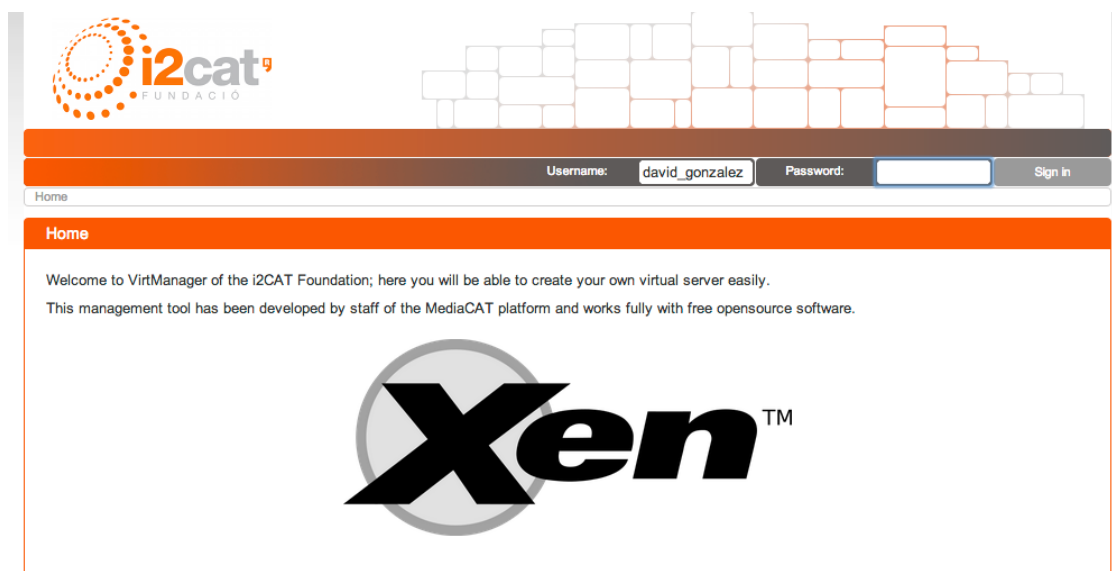 i2cat
FUNDACIÓ
Username: david_gonzalez Password: Sign in
Home
Home
Welcome to VirtManager of the i2CAT Foundation; here you will be able to create your own virtual server easily.
This management tool has been developed by staff of the MediaCAT platform and works fully with free opensource software.
Xen™